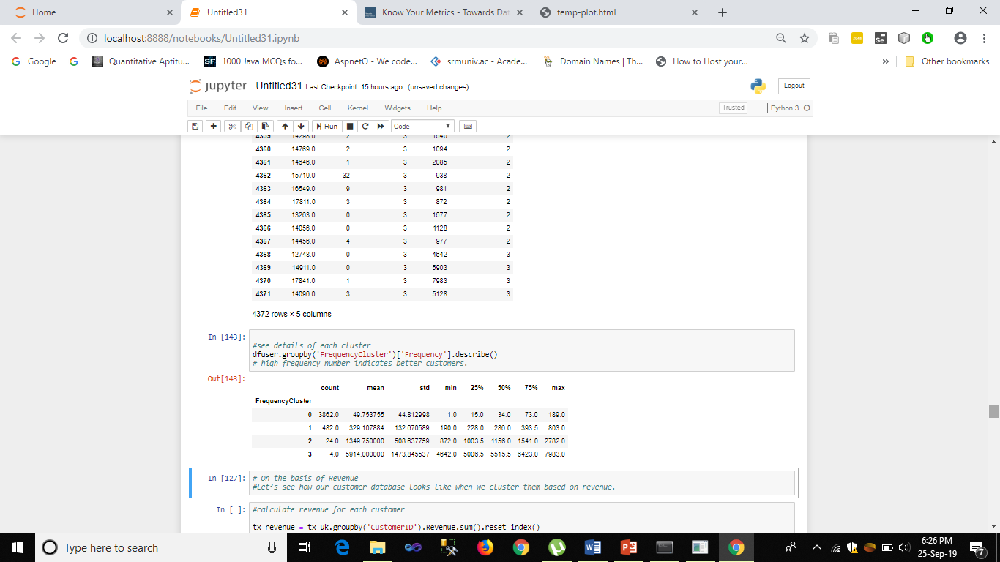 Home
Untitled31
Know Your Metrics - Towards Dat
temp-plot.html
localhost:8888/notebooks/Untitled31.ipynb
Google
Quantitative Aptitu...
SF 1000 Java MCQs fo...
AspnetO - We code...
srmuniv.ac - Acade...
Domain Names | Th...
How to Host your...
» Other bookmarks
jupyter Untitled31 Last Checkpoint: 15 hours ago (unsaved changes)
Logout
File Edit View Insert Cell Kernel Widgets Help
Trusted Python 3
Run Code
4359 14298.0 2 3 1640 2
4360 14769.0 2 3 1094 2
4361 14646.0 1 3 2085 2
4362 15719.0 32 3 938 2
4363 16549.0 9 3 981 2
4364 17811.0 3 3 872 2
4365 13263.0 0 3 1677 2
4366 14056.0 0 3 1128 2
4367 14456.0 4 3 977 2
4368 12748.0 0 3 4642 3
4369 14911.0 0 3 5903 3
4370 17841.0 1 3 7983 3
4371 14096.0 3 3 5128 3
4372 rows × 5 columns
In [143]:
#see details of each cluster
dfuser.groupby('FrequencyCluster')['Frequency'].describe()
# high frequency number indicates better customers.
Out[143]:
count mean std min 25% 50% 75% max
FrequencyCluster
0 3862.0 49.753755 44.812998 1.0 15.0 34.0 73.0 189.0
1 482.0 329.107884 132.670589 190.0 228.0 286.0 393.5 803.0
2 24.0 1349.750000 508.637759 872.0 1003.5 1156.0 1541.0 2782.0
3 4.0 5914.000000 1473.845537 4642.0 5006.5 5515.5 6423.0 7983.0
In [127]: # On the basis of Revenue
#Let's see how our customer database looks like when we cluster them based on revenue.
In [ ]: #calculate revenue for each customer
tx_revenue = tx_uk.groupby('CustomerID').Revenue.sum().reset_index()
Type here to search
6:26 PM
25-Sep-19
7